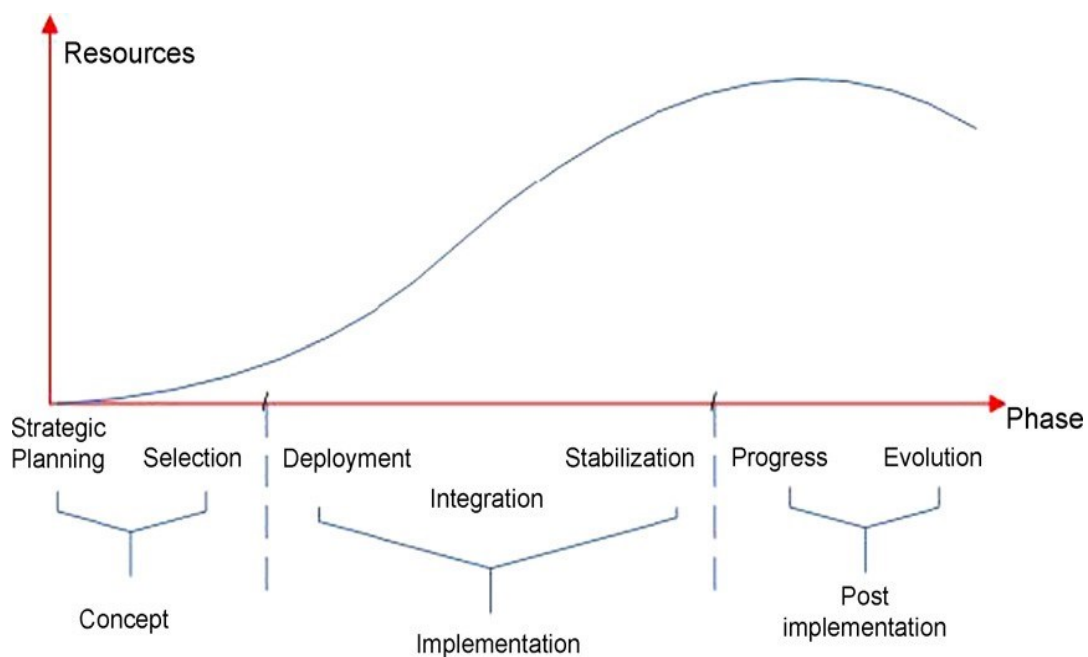 Resources
Phase
Strategic
Planning
Selection
Deployment
Stabilization
Progress
Evolution
Integration
Concept
Implementation
Post
implementation